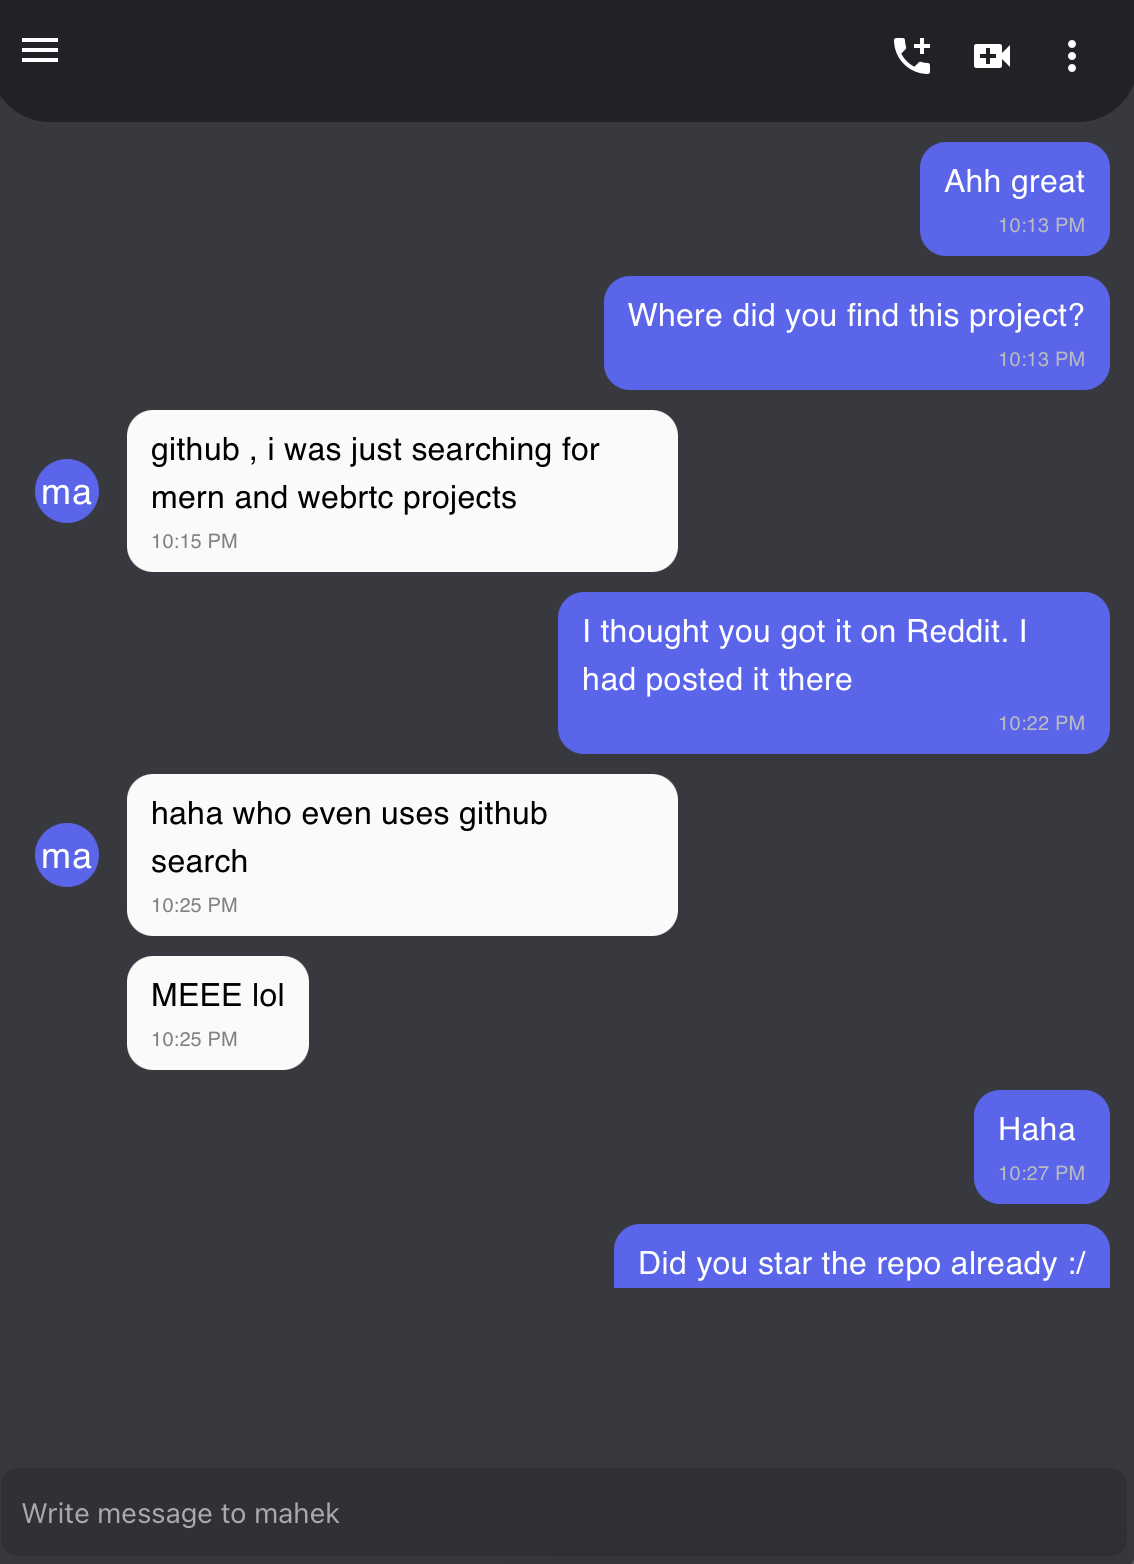 Ahh great
10:13 PM
Where did you find this project?
10:13 PM
github , i was just searching for
mern and webrtc projects
10:15 PM
ma
I thought you got it on Reddit. I
had posted it there
10:22 PM
haha who even uses github
search
10:25 PM
ma
MEEE lol
10:25 PM
Haha
10:27 PM
Did you star the repo already :/
Write message to mahek